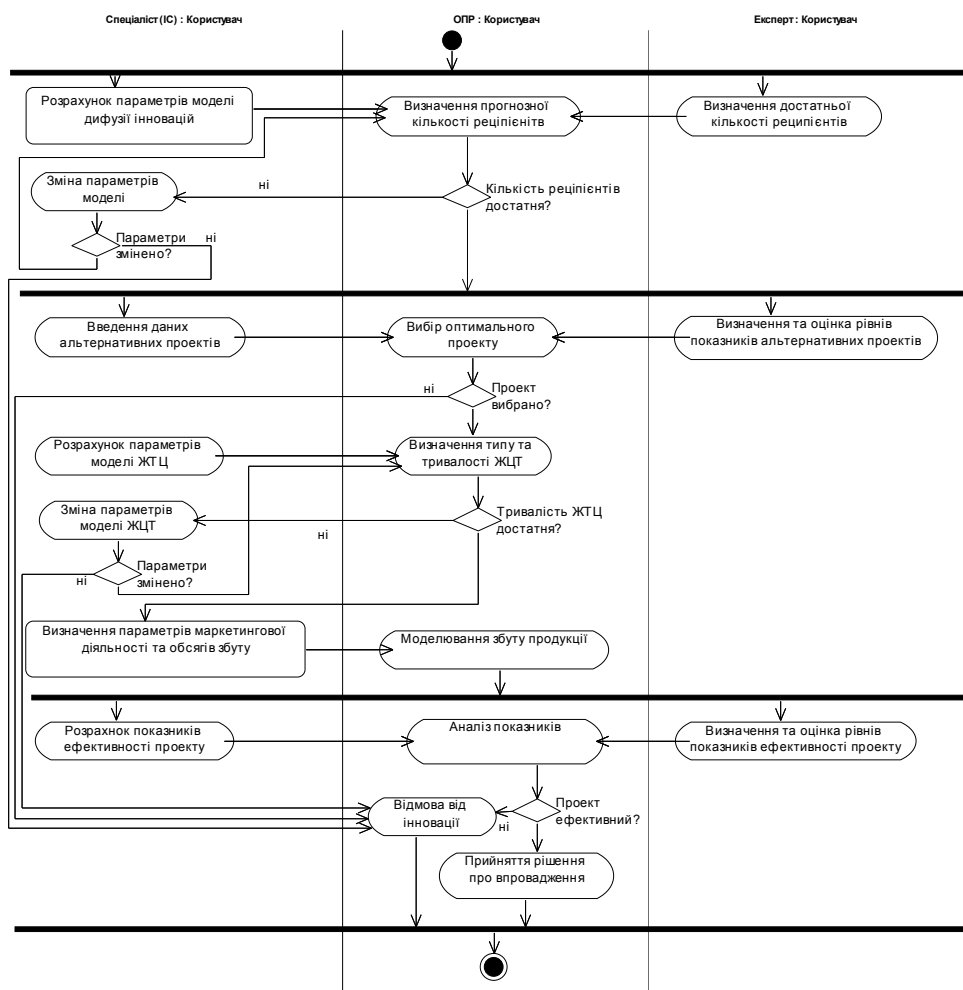 Спеціаліст (ІС) : Користувач
ОПР : Користувач
Експерт : Користувач
Розрахунок параметрів моделі
дифузії інновацій
Визначення прогнозної
кількості реціпієнітв
Визначення достатньої
кількості реципієнтів
Зміна параметрів
моделі
ні
Кількість реціпієнтів
достатня?
Параметри
змінено?
ні
Введення даних
альтернативних проектів
Вибір оптимального
проекту
Визначення та оцінка рівнів
показників альтернативних проектів
ні
Проект
вибрано?
Розрахунок параметрів
моделі ЖТЦ
Визначення типу та
тривалості ЖЦТ
Зміна параметрів
моделі ЖЦТ
ні
Тривалість ЖТЦ
достатня?
ні
Параметри
змінено?
Визначення параметрів маркетингової
діяльності та обсягів збуту
Моделювання збуту продукції
Розрахнок показників
ефективності проекту
Аналіз показників
Визначення та оцінка рівнів
показників ефективності проекту
Відмова від
інновації
ні
Проект
ефективний?
Прийняття рішення
про впровадження